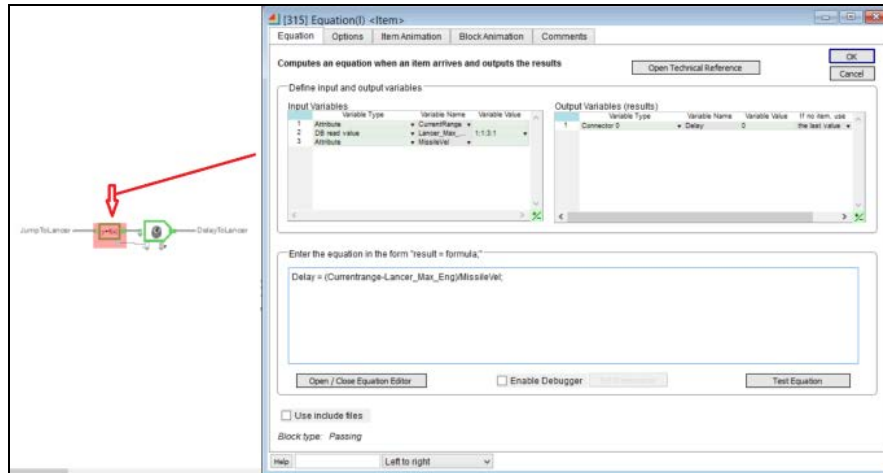 [315] Equation(I) <Item>
Equation Options Item Animation Block Animation Comments
Computes an equation when an item arrives and outputs the results
Open Technical Reference
OK
Cancel
Define input and output variables
Input Variables
Variable Type Variable Name Variable Value
1 Attribute CurrentRange
2 DB read value Lancer_Max_... 1:1:3:1
3 Attribute MissileVel
Output Variables (results)
Variable Type Variable Name Variable Value If no item, use
1 Connector 0 Delay 0 the last value
JumpToLancer
DelayToLancer
Enter the equation in the form "result = formula;"
Delay = (Currentrange-Lancer_Max_Eng)/MissileVel;
Open / Close Equation Editor
Enable Debugger
Test Equation
Use include files
Block type: Passing
Help
Left to right